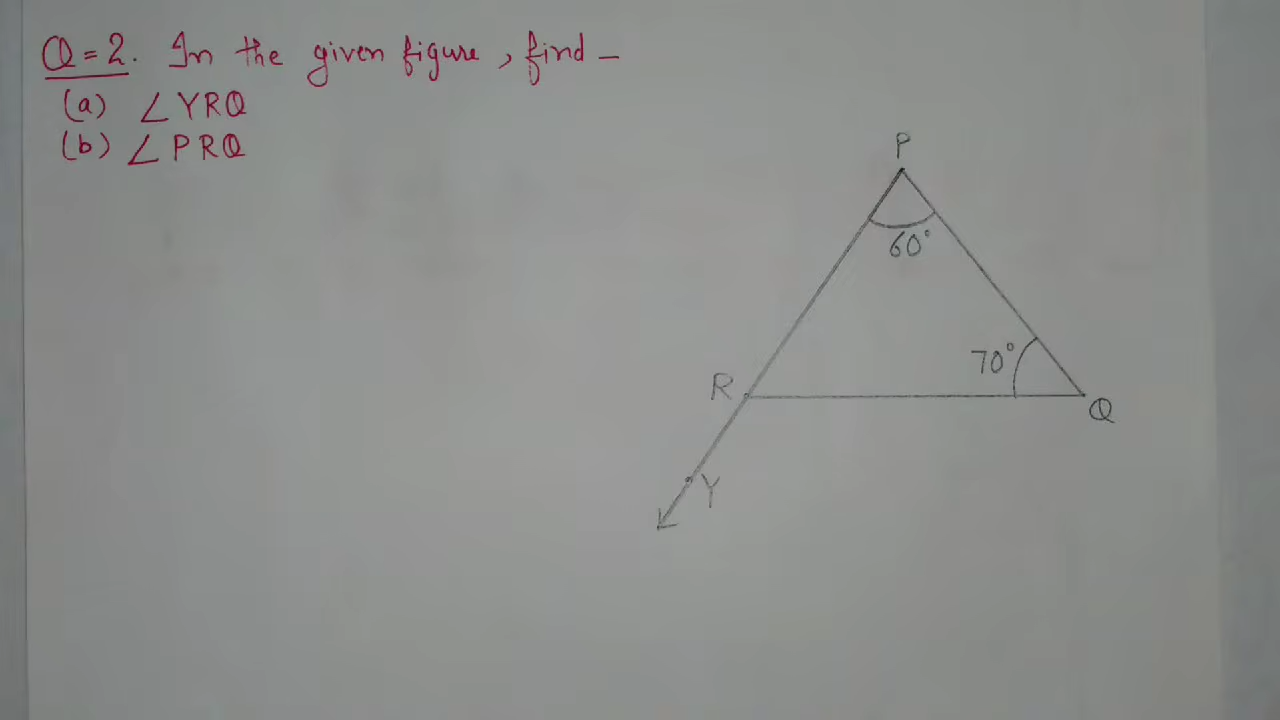 Q=2. In the given figure, find –
(a) ∠YRQ
(b) ∠PRQ
P
60°
70°
R
Q
Y